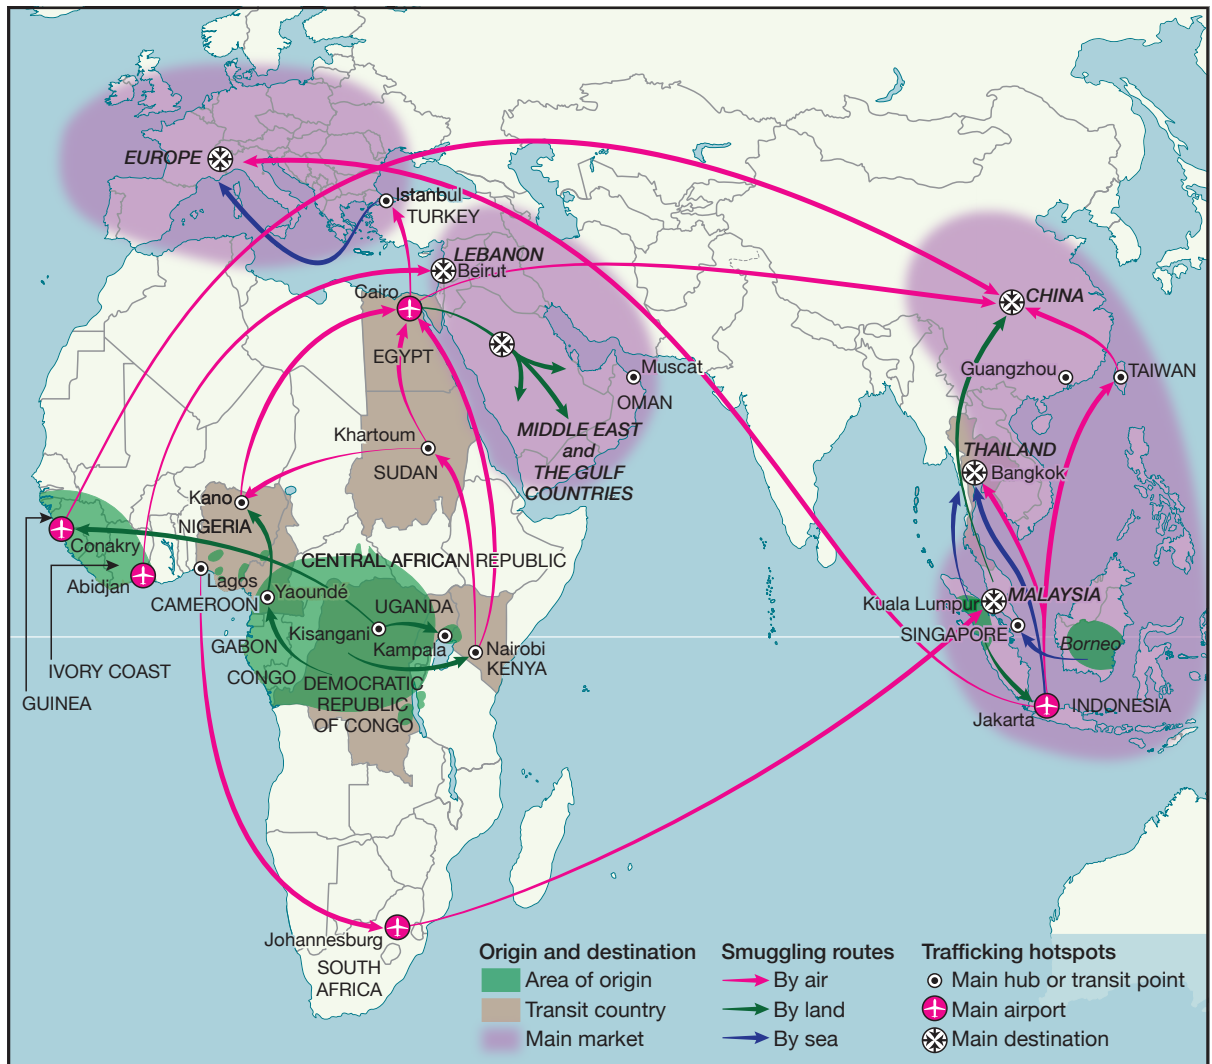 EUROPE
Istanbul
TURKEY
LEBANON
Beirut
Cairo
CHINA
EGYPT
Muscat
OMAN
Guangzhou
TAIWAN
MIDDLE EAST
and
THE GULF
COUNTRIES
Khartoum
SUDAN
THAILAND
Bangkok
Kano
NIGERIA
Conakry
CENTRAL AFRICAN REPUBLIC
Abidjan
Lagos
Yaoundé
CAMEROON
UGANDA
Kisangani
Kampala
Nairobi
KENYA
GABON
CONGO
DEMOCRATIC
REPUBLIC
OF CONGO
IVORY COAST
GUINEA
Kuala Lumpur
MALAYSIA
SINGAPORE
Borneo
Jakarta
INDONESIA
Johannesburg
SOUTH
AFRICA
Origin and destination
Area of origin
Transit country
Main market
Smuggling routes
By air
By land
By sea
Trafficking hotspots
Main hub or transit point
Main airport
Main destination